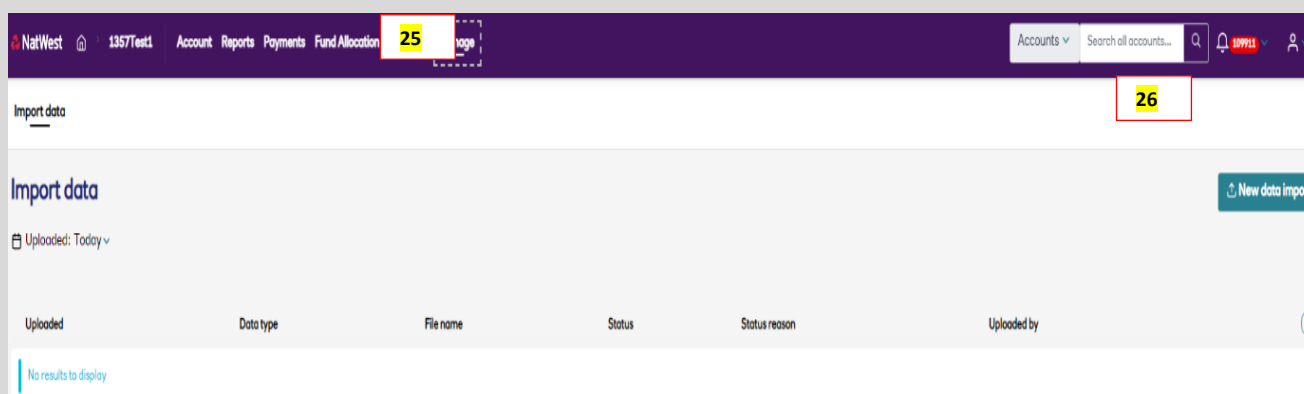 NatWest 1357Test1 Account Reports Payments Fund Allocation 25 Accounts Search all accounts... 109911
26
Import data
Import data
New data impo
Uploaded: Today
Uploaded Data type File name Status Status reason Uploaded by
No results to display